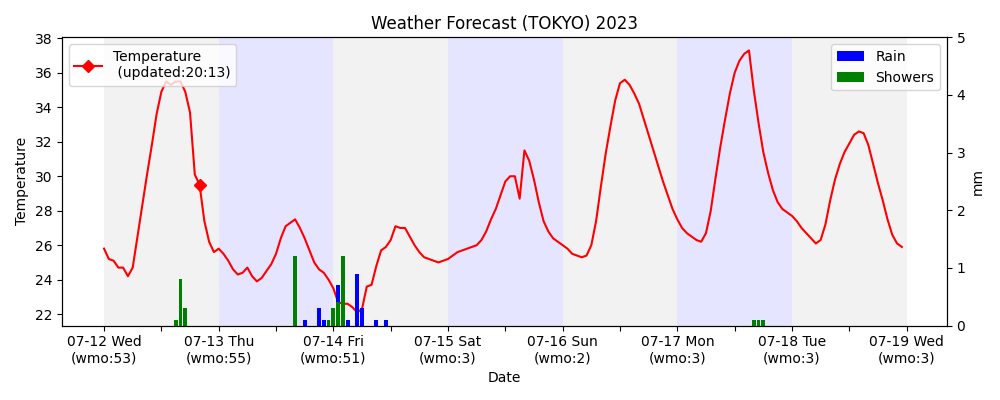 Weather Forecast (TOKYO) 2023
Temperature
(updated:20:13)
Rain
Showers
38
36
34
32
30
28
26
24
22
Temperature
5
4
3
2
1
0
mm
07-12 Wed
(wmo:53)
07-13 Thu
(wmo:55)
07-14 Fri
(wmo:51)
07-15 Sat
(wmo:3)
07-16 Sun
(wmo:2)
07-17 Mon
(wmo:3)
07-18 Tue
(wmo:3)
07-19 Wed
(wmo:3)
Date